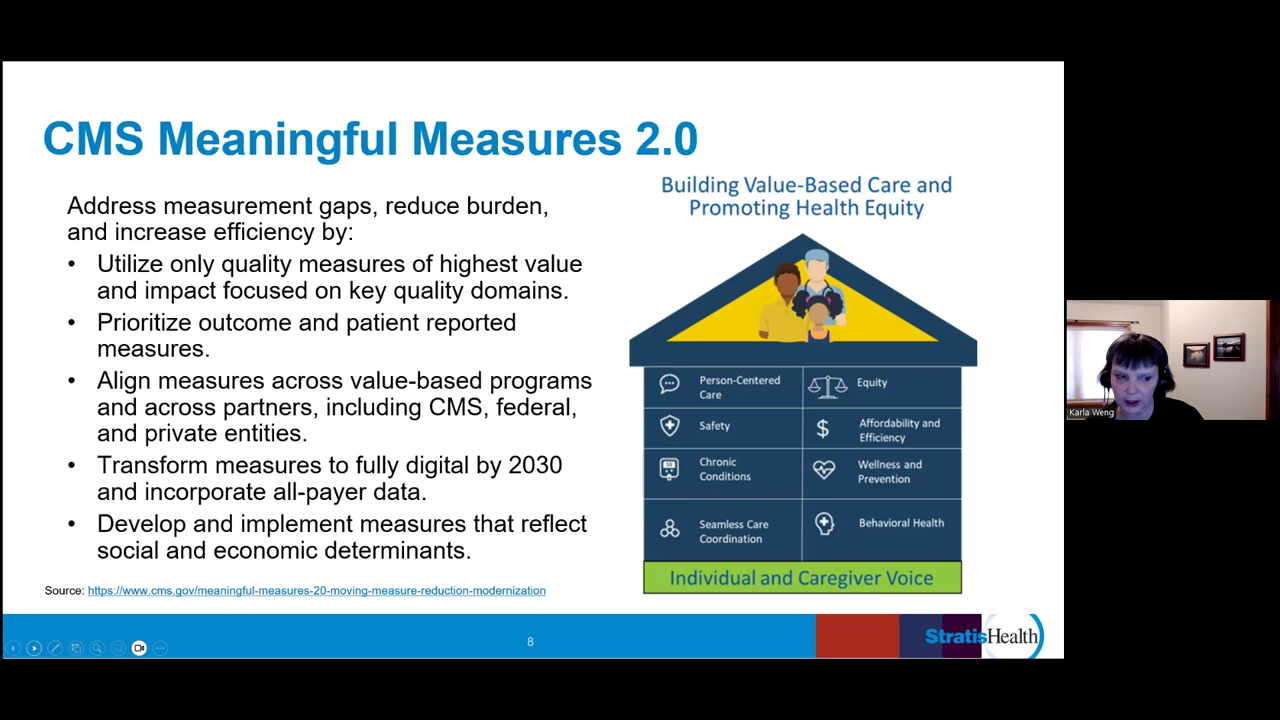 CMS Meaningful Measures 2.0
Address measurement gaps, reduce burden,
and increase efficiency by:
• Utilize only quality measures of highest value
and impact focused on key quality domains.
• Prioritize outcome and patient reported
measures.
• Align measures across value-based programs
and across partners, including CMS, federal,
and private entities.
• Transform measures to fully digital by 2030
and incorporate all-payer data.
• Develop and implement measures that reflect
social and economic determinants.
Source: https://www.cms.gov/meaningful-measures-20-moving-measure-reduction-modernization
Building Value-Based Care and
Promoting Health Equity
Person-Centered
Care
Equity
Safety
$
Affordability and
Efficiency
Chronic
Conditions
Wellness and
Prevention
Seamless Care
Coordination
Behavioral Health
Individual and Caregiver Voice
8
StratisHealth
Karla Weng